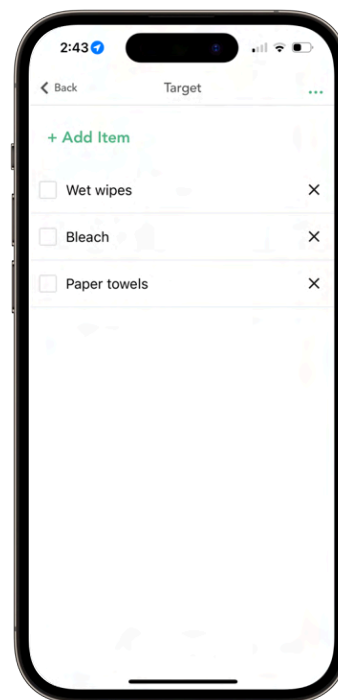 2:43
Back Target ...
+ Add Item
Wet wipes
Bleach
Paper towels